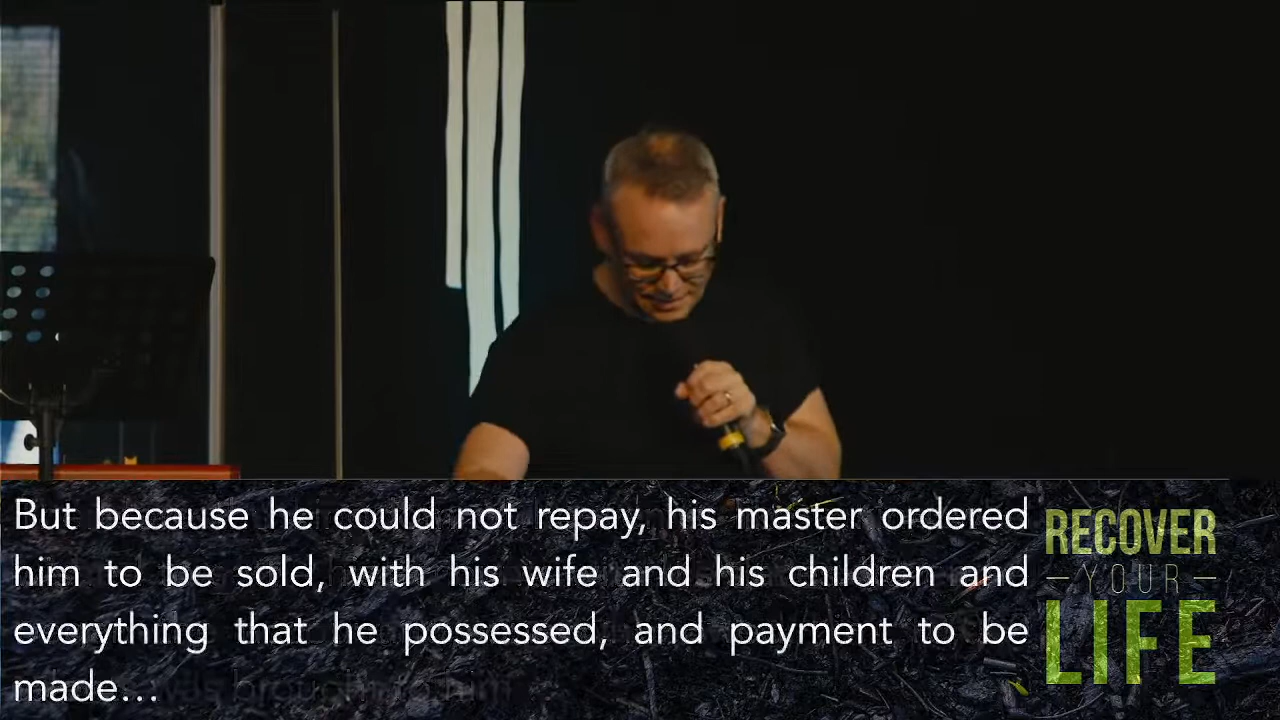 But because he could not repay, his master ordered
him to be sold, with his wife and his children and
everything that he possessed, and payment to be
made…
RECOVER
YOUR
LIFE